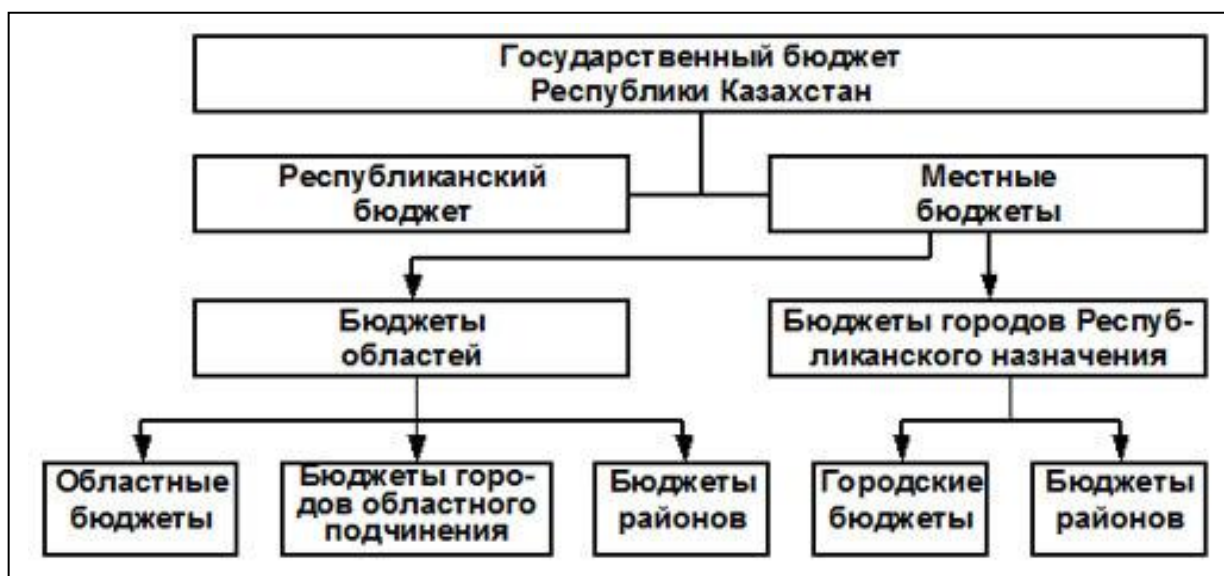 Государственный бюджет
Республики Казахстан
Республиканский
бюджет
Местные
бюджеты
Бюджеты
областей
Бюджеты городов Респуб-
ликанского назначения
Областные
бюджеты
Бюджеты горо-
дов областного
подчинения
Бюджеты
районов
Городские
бюджеты
Бюджеты
районов